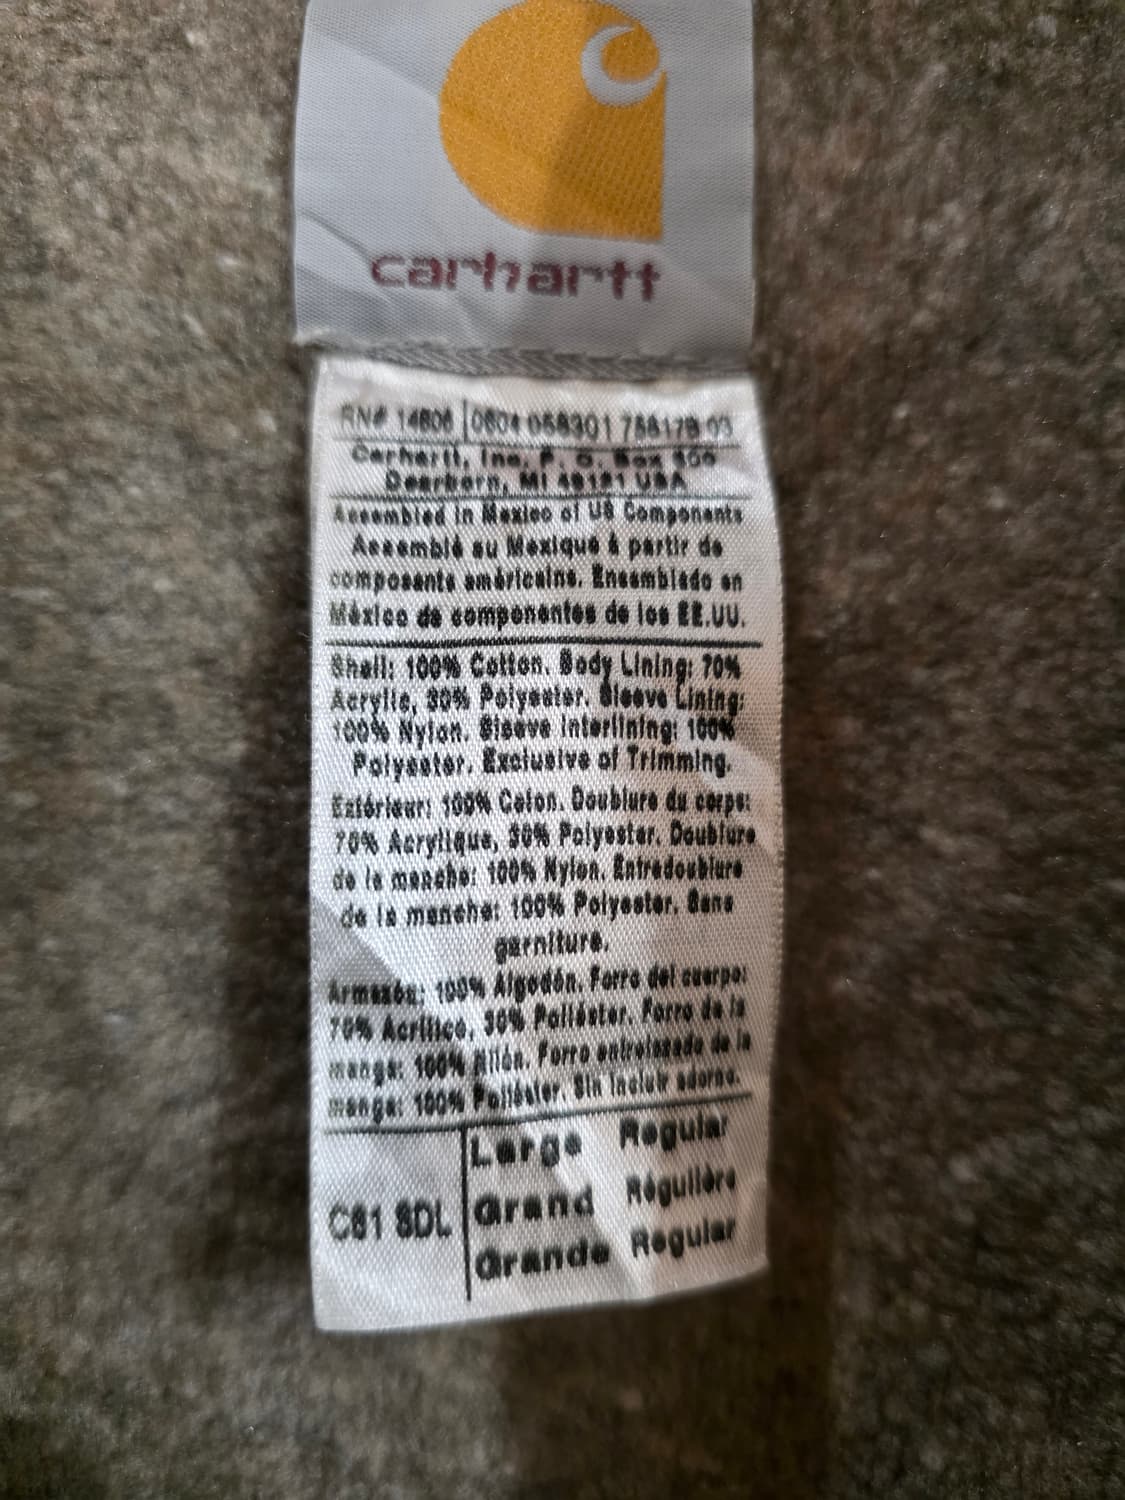 carhartt
RN# 14806 0604 058301 788178 03
Carhartt, Inc. P. O. Box 600
Dearborn, MI 48121 USA
Assembled in Mexico of US Components
Assemblé au Mexique à partir de
composants américains. Ensamblado en
México de componentes de los EE.UU.
Shell: 100% Cotton. Body Lining: 70%
Acrylic, 30% Polyester. Sleeve Lining:
100% Nylon. Sleeve Interlining: 100%
Polyester. Exclusive of Trimming.
Extérieur: 100% Coton. Doublure du corps:
70% Acrylique, 30% Polyester. Doublure
de la manche: 100% Nylon. Entredoublure
de la manche: 100% Polyester. Sans
garniture.
Armazón: 100% Algodón. Forro del cuerpo:
70% Acrílico, 30% Poliéster. Forro de la
manga: 100% Nilón. Forro entrelazado de la
manga: 100% Poliéster. Sin incluir adorno.
C61 SDL
Large Regular
Grand Régulière
Grande Regular